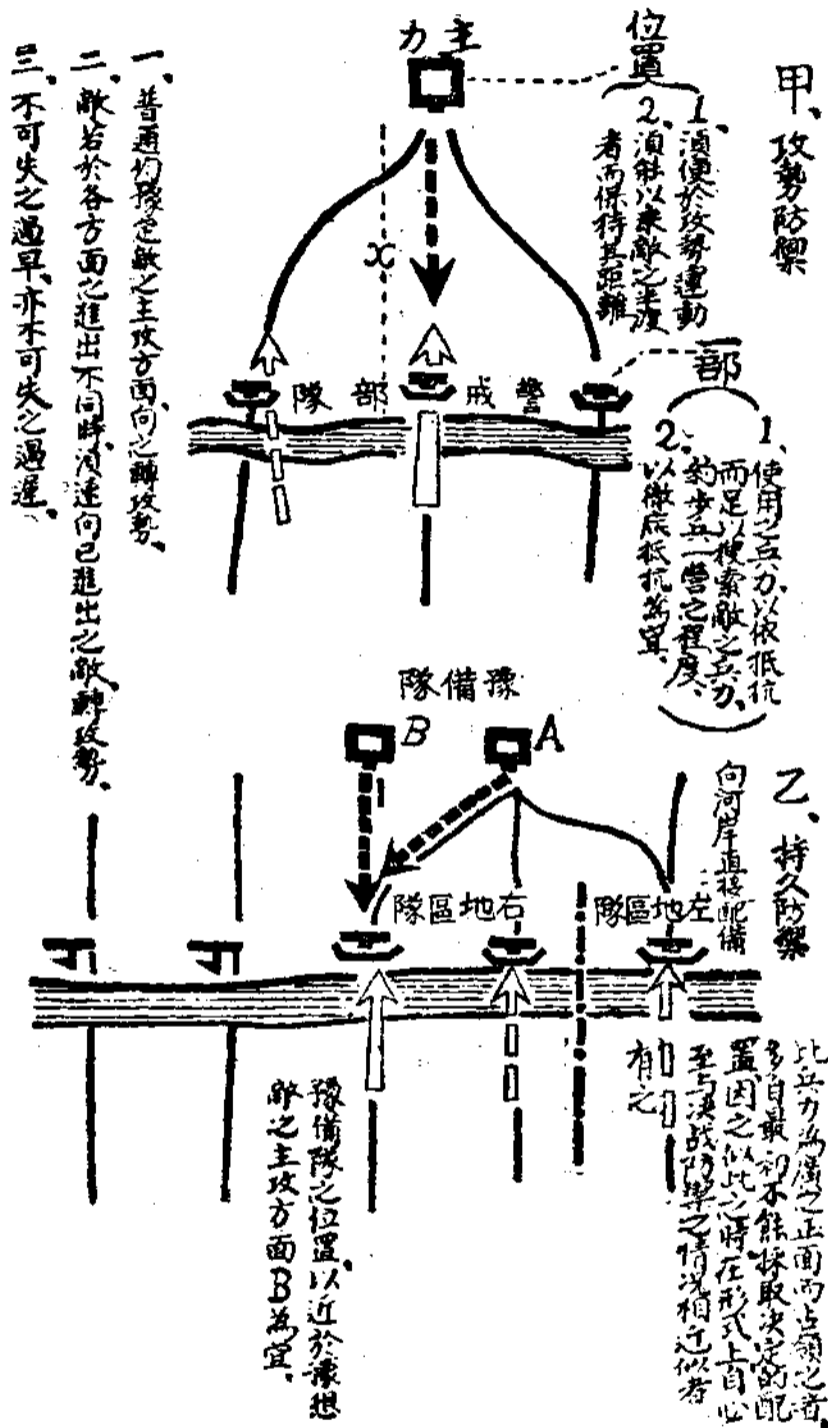 甲、攻勢防禦
位置
1、須便於攻勢運動
2、須能以乘敵之半渡
者而保持其距離
主力
x
一部
1、使用之兵力、以依抵抗
而足以搜索敵之兵力、
約步兵一營之程度、
2、以徹底抵抗為宜、
警戒部隊
一、普通均豫定敵之主攻方面、向之轉攻勢、
二、敵若於各方面之進出不同時、須速向已進出之敵、轉攻勢、
三、不可失之過早、亦不可失之過遲、
乙、持久防禦
向河岸直接配備
豫備隊
A
B
左地區隊
右地區隊
比兵力為廣之正面而占領之者、
多自最初不能採取決定的配
置、因之似此之時在形式上自必
至与决战防禦之情況相近似者
有之
豫備隊之位置、以近於豫想
敵之主攻方面B為宜、